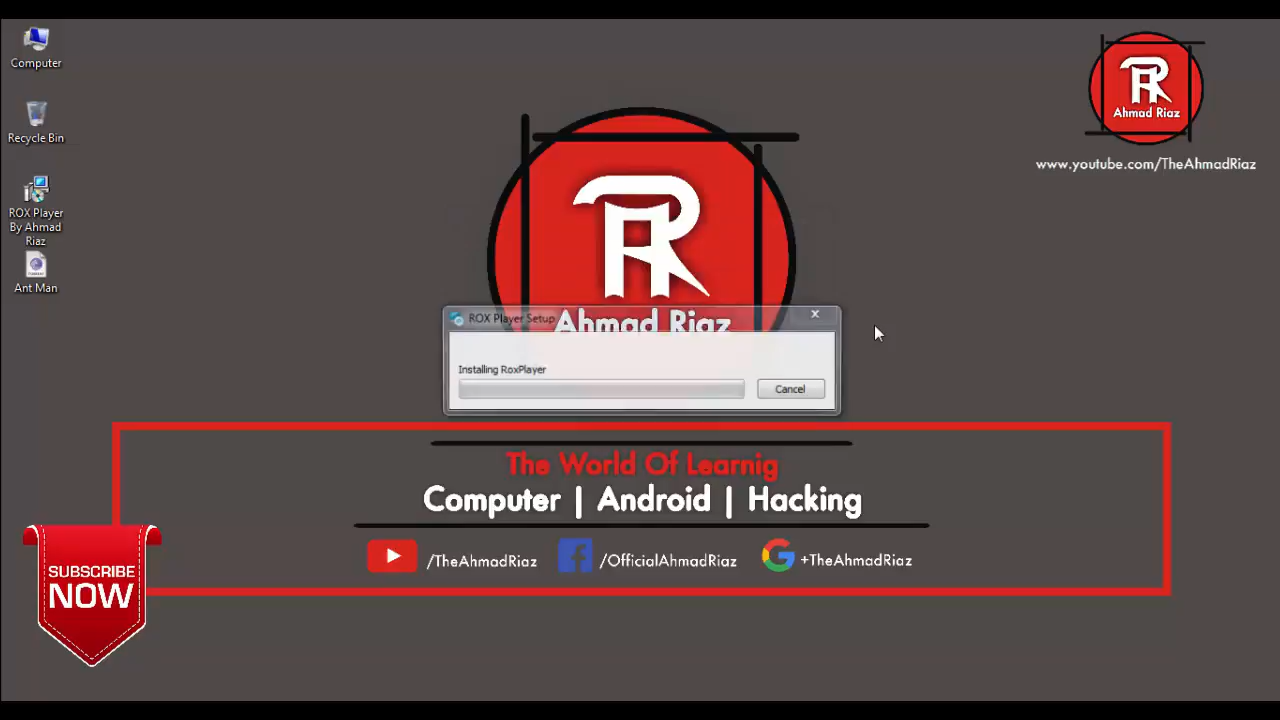 Computer
Recycle Bin
ROX Player
By Ahmad
Riaz
Ant Man
Ahmad Riaz
www.youtube.com/TheAhmadRiaz
Ahmad Riaz
ROX Player Setup
Installing RoxPlayer
Cancel
The World Of Learnig
Computer | Android | Hacking
/TheAhmadRiaz
/OfficialAhmadRiaz
+TheAhmadRiaz
SUBSCRIBE
NOW